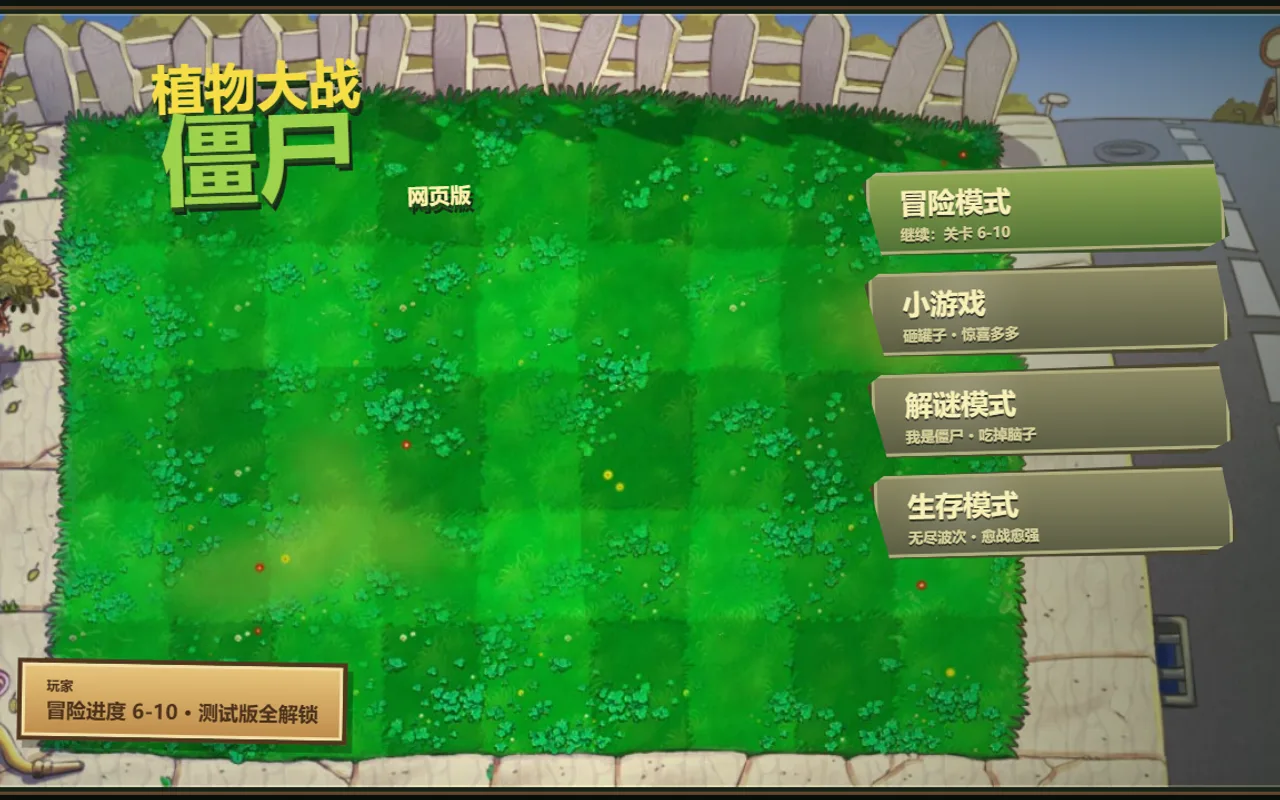 植物大战
僵尸
网页版
冒险模式
继续：关卡 6-10
小游戏
砸罐子・惊喜多多
解谜模式
我是僵尸・吃掉脑子
生存模式
无尽波次・愈战愈强
玩家
冒险进度 6-10・测试版全解锁